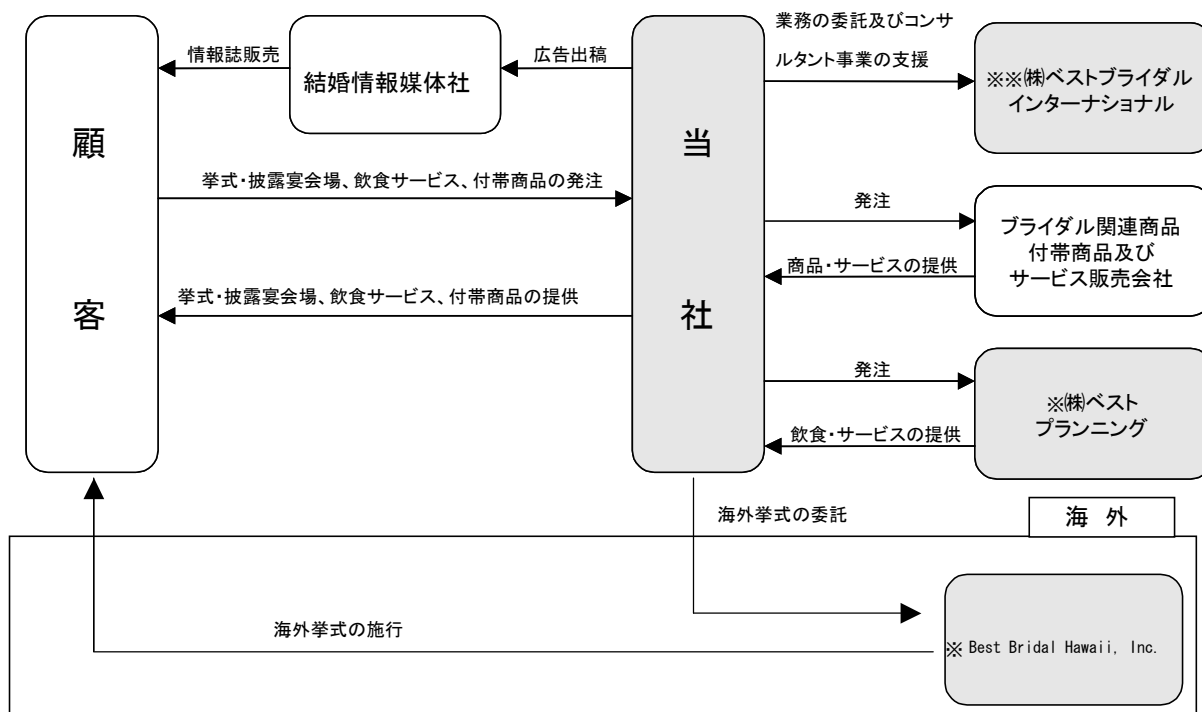 業務の委託及びコンサ
ルタント事業の支援
情報誌販売
結婚情報媒体社
広告出稿
※※㈱ベストブライダル
インターナショナル
顧
客
当
社
挙式・披露宴会場、飲食サービス、付帯商品の発注
発注
ブライダル関連商品
付帯商品及び
サービス販売会社
商品・サービスの提供
挙式・披露宴会場、飲食サービス、付帯商品の提供
発注
※㈱ベスト
プランニング
飲食・サービスの提供
海外挙式の委託
海 外
海外挙式の施行
※ Best Bridal Hawaii, Inc.